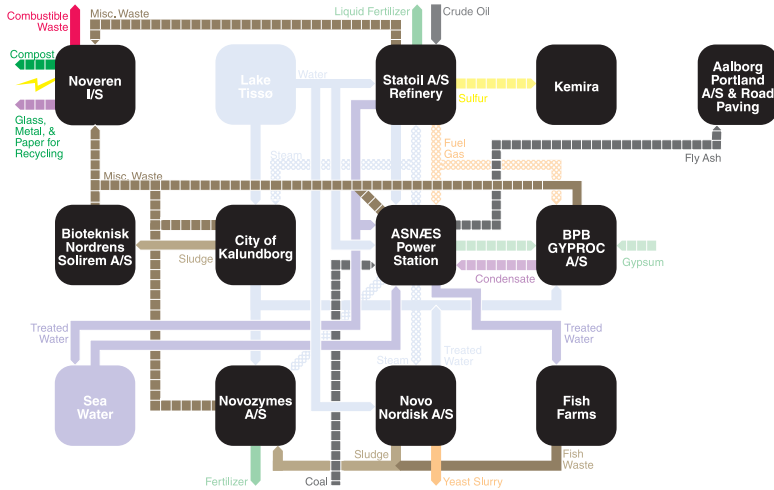 Combustible
Waste
Misc. Waste
Liquid Fertilizer
Crude Oil
Compost
Noveren
I/S
Lake
Tissø
Water
Statoil A/S
Refinery
Sulfur
Kemira
Aalborg
Portland
A/S & Road
Paving
Glass,
Metal, &
Paper for
Recycling
Steam
Fuel
Gas
Fly Ash
Misc. Waste
Bioteknisk
Nordrens
Solirem A/S
Sludge
City of
Kalundborg
ASNÆS
Power
Station
BPB
GYPROC
A/S
Gypsum
Condensate
Treated
Water
Treated
Water
Steam
Treated
Water
Sea
Water
Novozymes
A/S
Novo
Nordisk A/S
Fish
Farms
Sludge
Fish
Waste
Fertilizer
Coal
Yeast Slurry